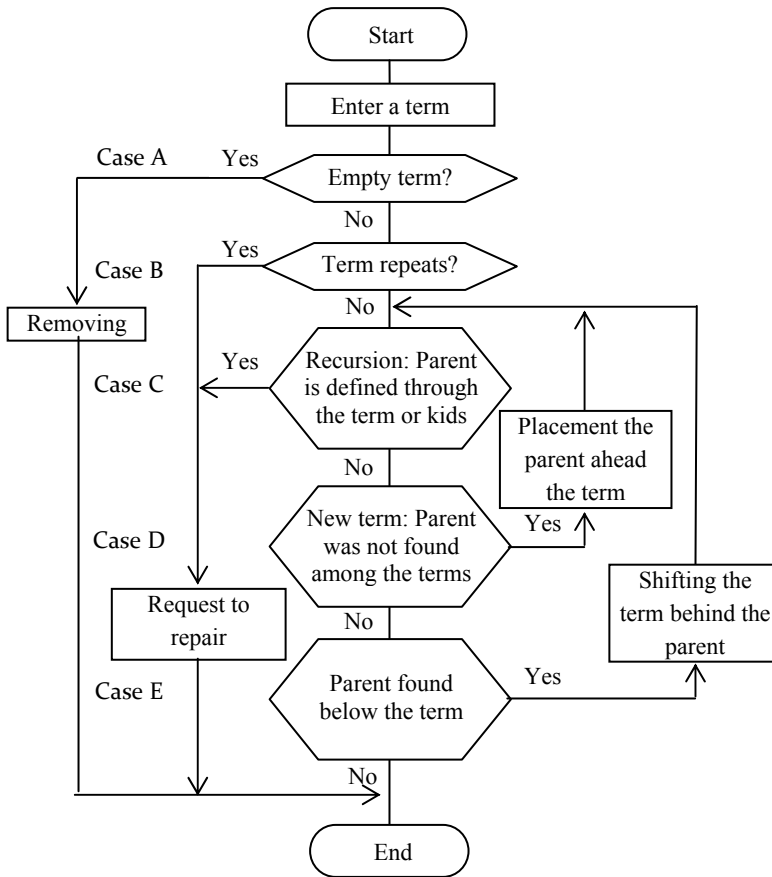 Start
Enter a term
Case A
Yes
Empty term?
No
Case B
Yes
Term repeats?
Removing
No
Case C
Yes
Recursion: Parent
is defined through
the term or kids
Placement the
parent ahead
the term
No
Case D
New term: Parent
was not found
among the terms
Yes
Request to
repair
No
Shifting the
term behind the
parent
Case E
Parent found
below the term
Yes
No
End